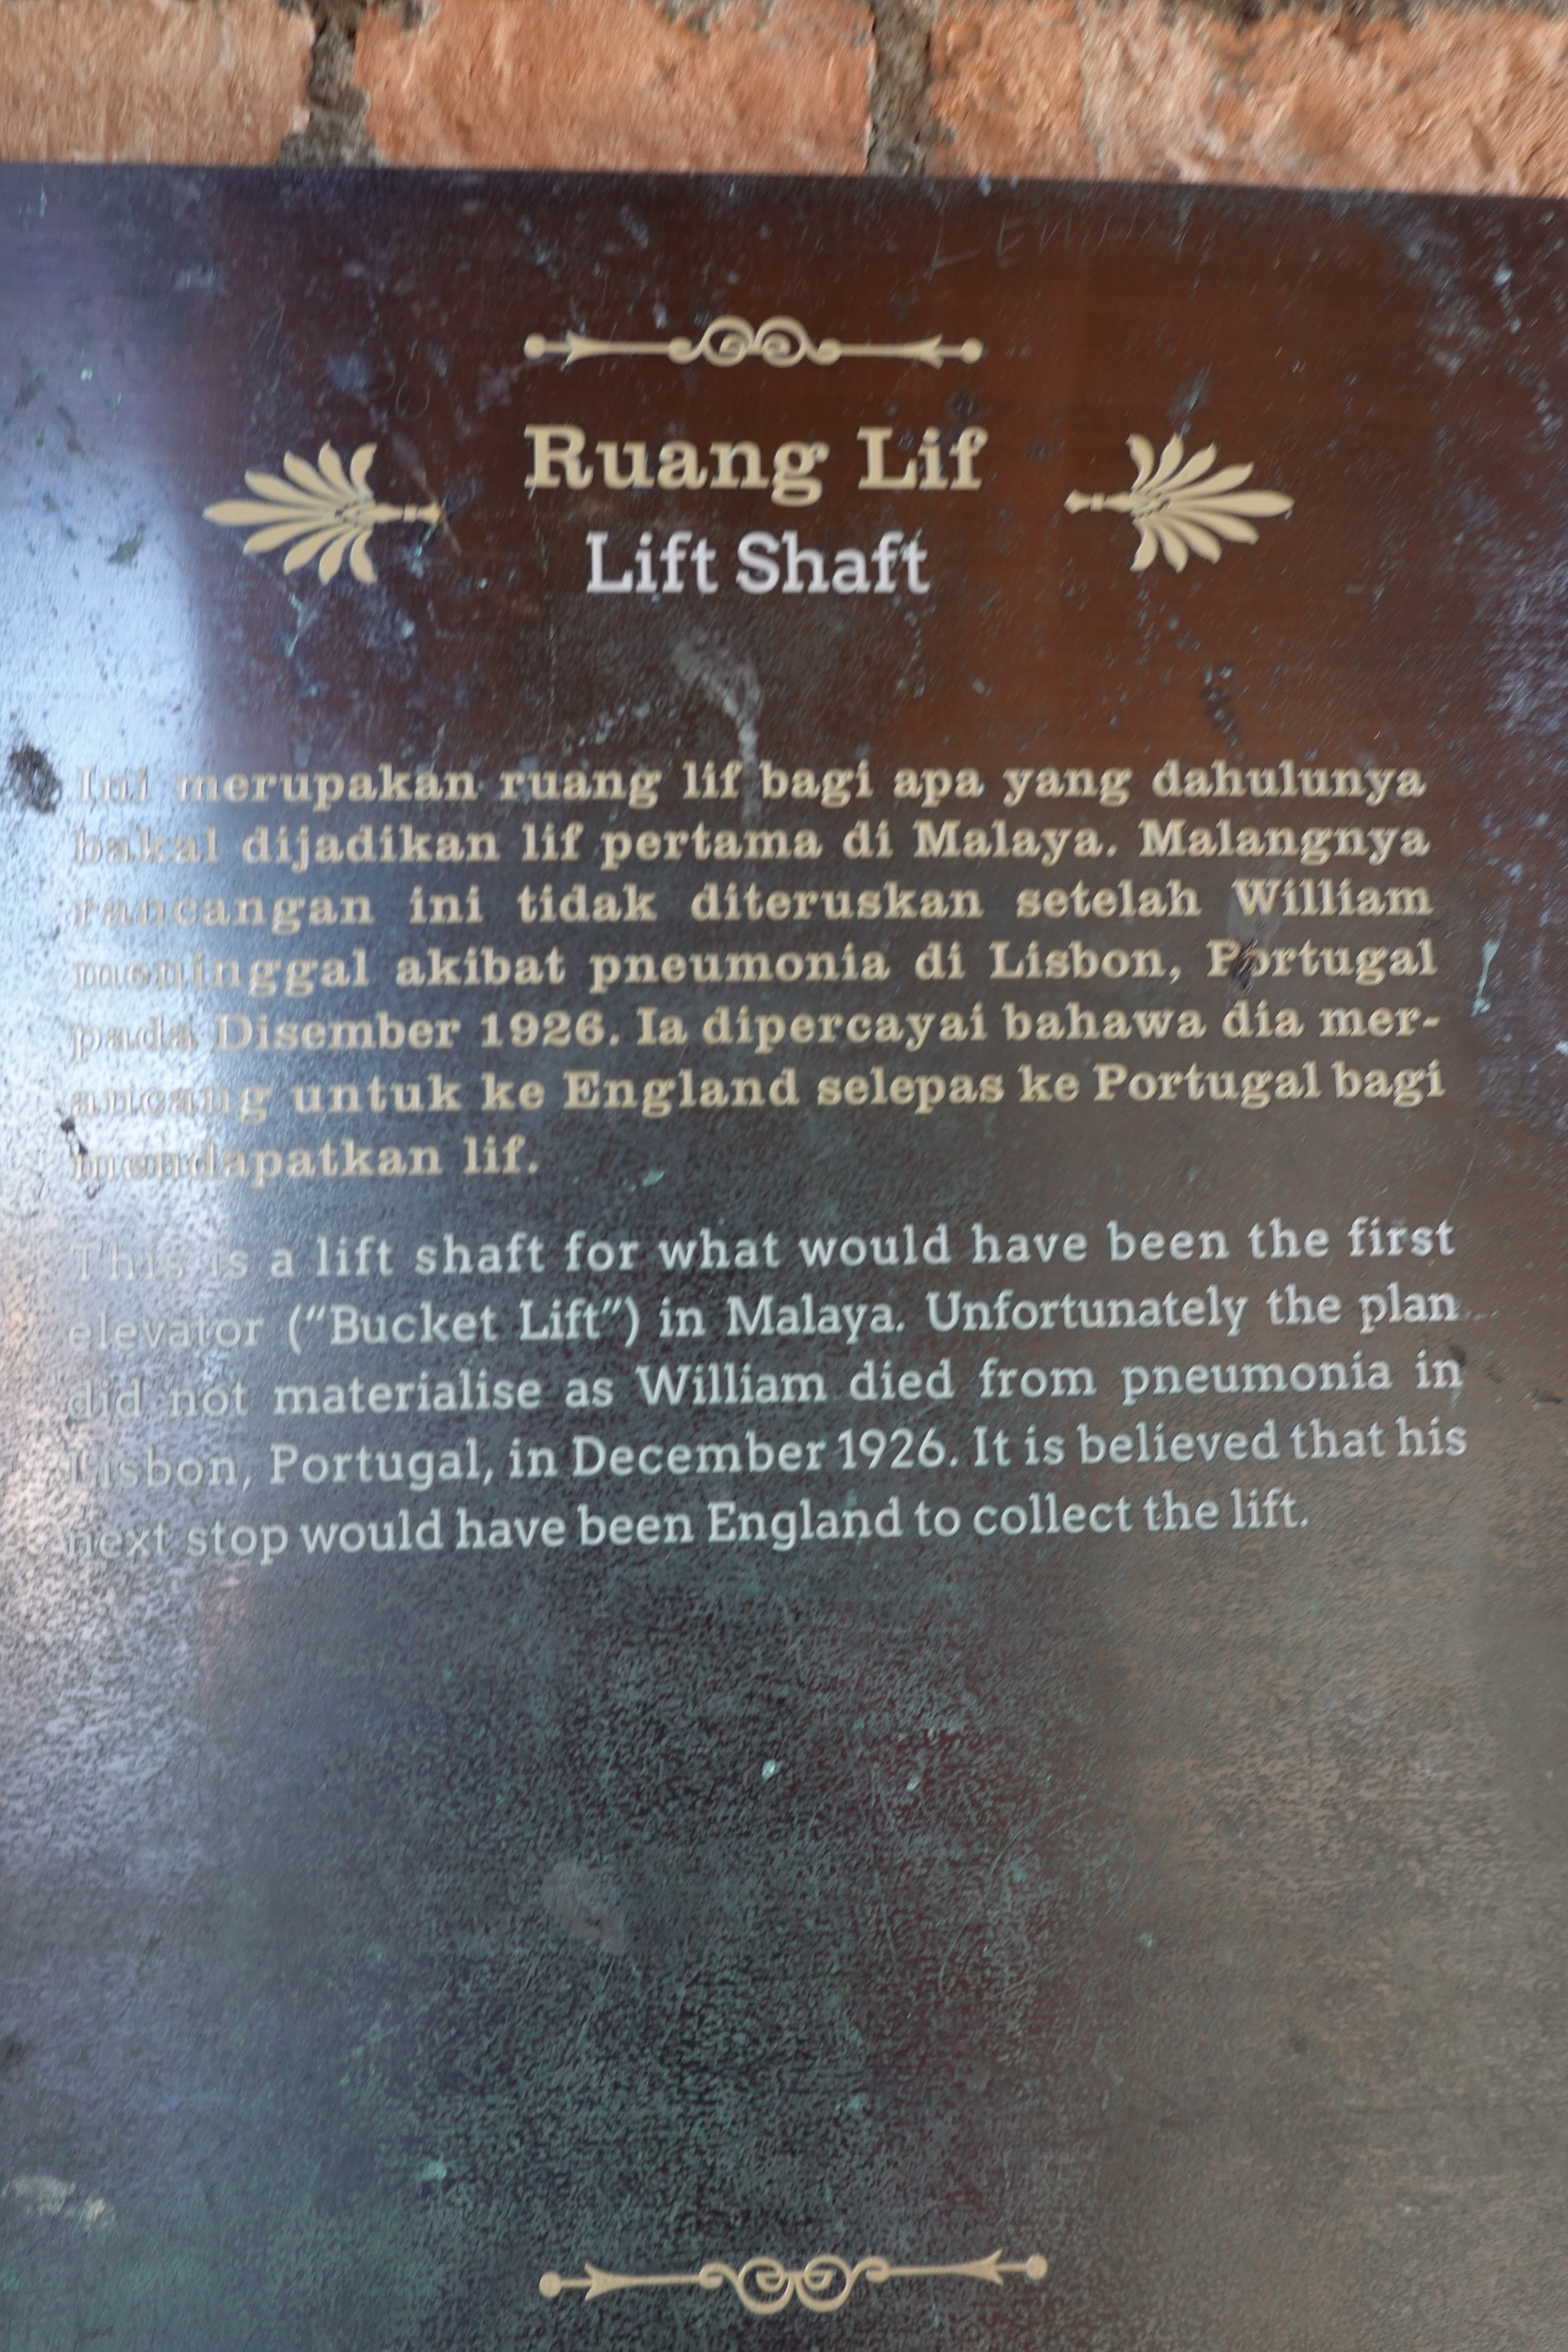 Ruang Lif
Lift Shaft
Ini merupakan ruang lif bagi apa yang dahulunya
bakal dijadikan lif pertama di Malaya. Malangnya
rancangan ini tidak diteruskan setelah William
meninggal akibat pneumonia di Lisbon, Portugal
pada Disember 1926. Ia dipercayai bahawa dia mer-
ancang untuk ke England selepas ke Portugal bagi
mendapatkan lif.
This is a lift shaft for what would have been the first
elevator (“Bucket Lift”) in Malaya. Unfortunately the plan
did not materialise as William died from pneumonia in
Lisbon, Portugal, in December 1926. It is believed that his
next stop would have been England to collect the lift.